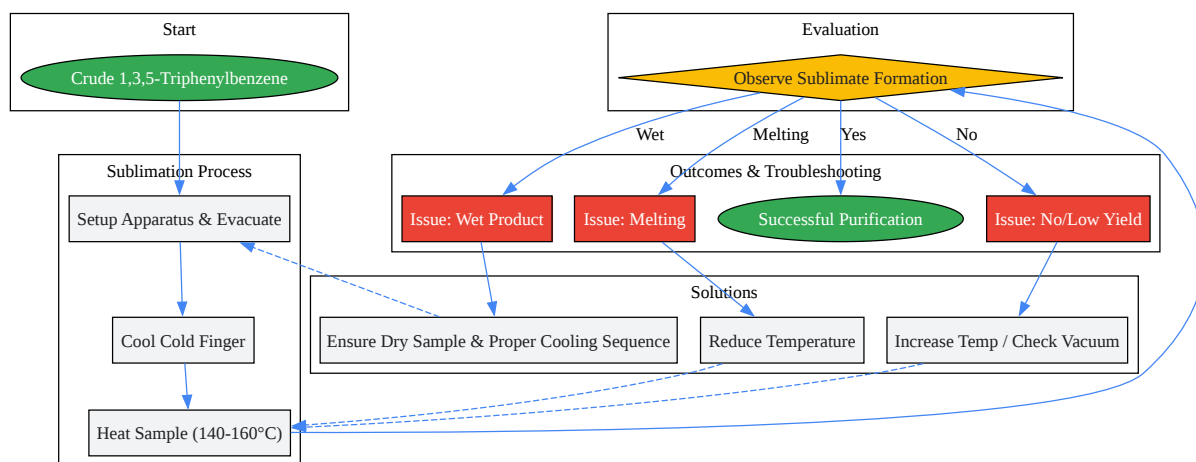 Start
Crude 1,3,5-Triphenylbenzene
Evaluation
Observe Sublimate Formation
Wet
Melting
Yes
No
Sublimation Process
Setup Apparatus & Evacuate
Cool Cold Finger
Heat Sample (140-160°C)
Outcomes & Troubleshooting
Issue: Wet Product
Issue: Melting
Successful Purification
Issue: No/Low Yield
Solutions
Ensure Dry Sample & Proper Cooling Sequence
Reduce Temperature
Increase Temp / Check Vacuum